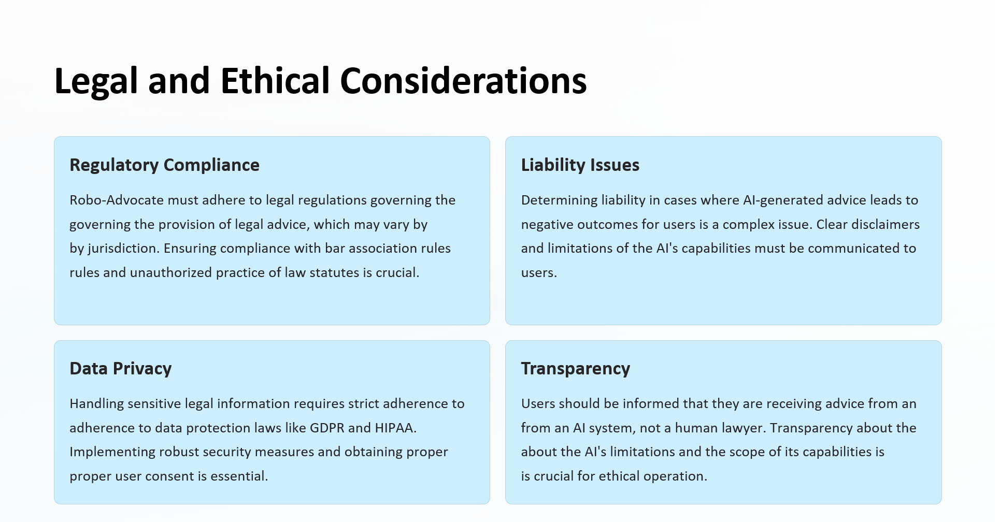 Legal and Ethical Considerations
Regulatory Compliance
Robo-Advocate must adhere to legal regulations governing the
governing the provision of legal advice, which may vary by
by jurisdiction. Ensuring compliance with bar association rules
rules and unauthorized practice of law statutes is crucial.
Liability Issues
Determining liability in cases where AI-generated advice leads to
negative outcomes for users is a complex issue. Clear disclaimers
and limitations of the AI's capabilities must be communicated to
users.
Data Privacy
Handling sensitive legal information requires strict adherence to
adherence to data protection laws like GDPR and HIPAA.
Implementing robust security measures and obtaining proper
proper user consent is essential.
Transparency
Users should be informed that they are receiving advice from an
from an AI system, not a human lawyer. Transparency about the
about the AI's limitations and the scope of its capabilities is
is crucial for ethical operation.